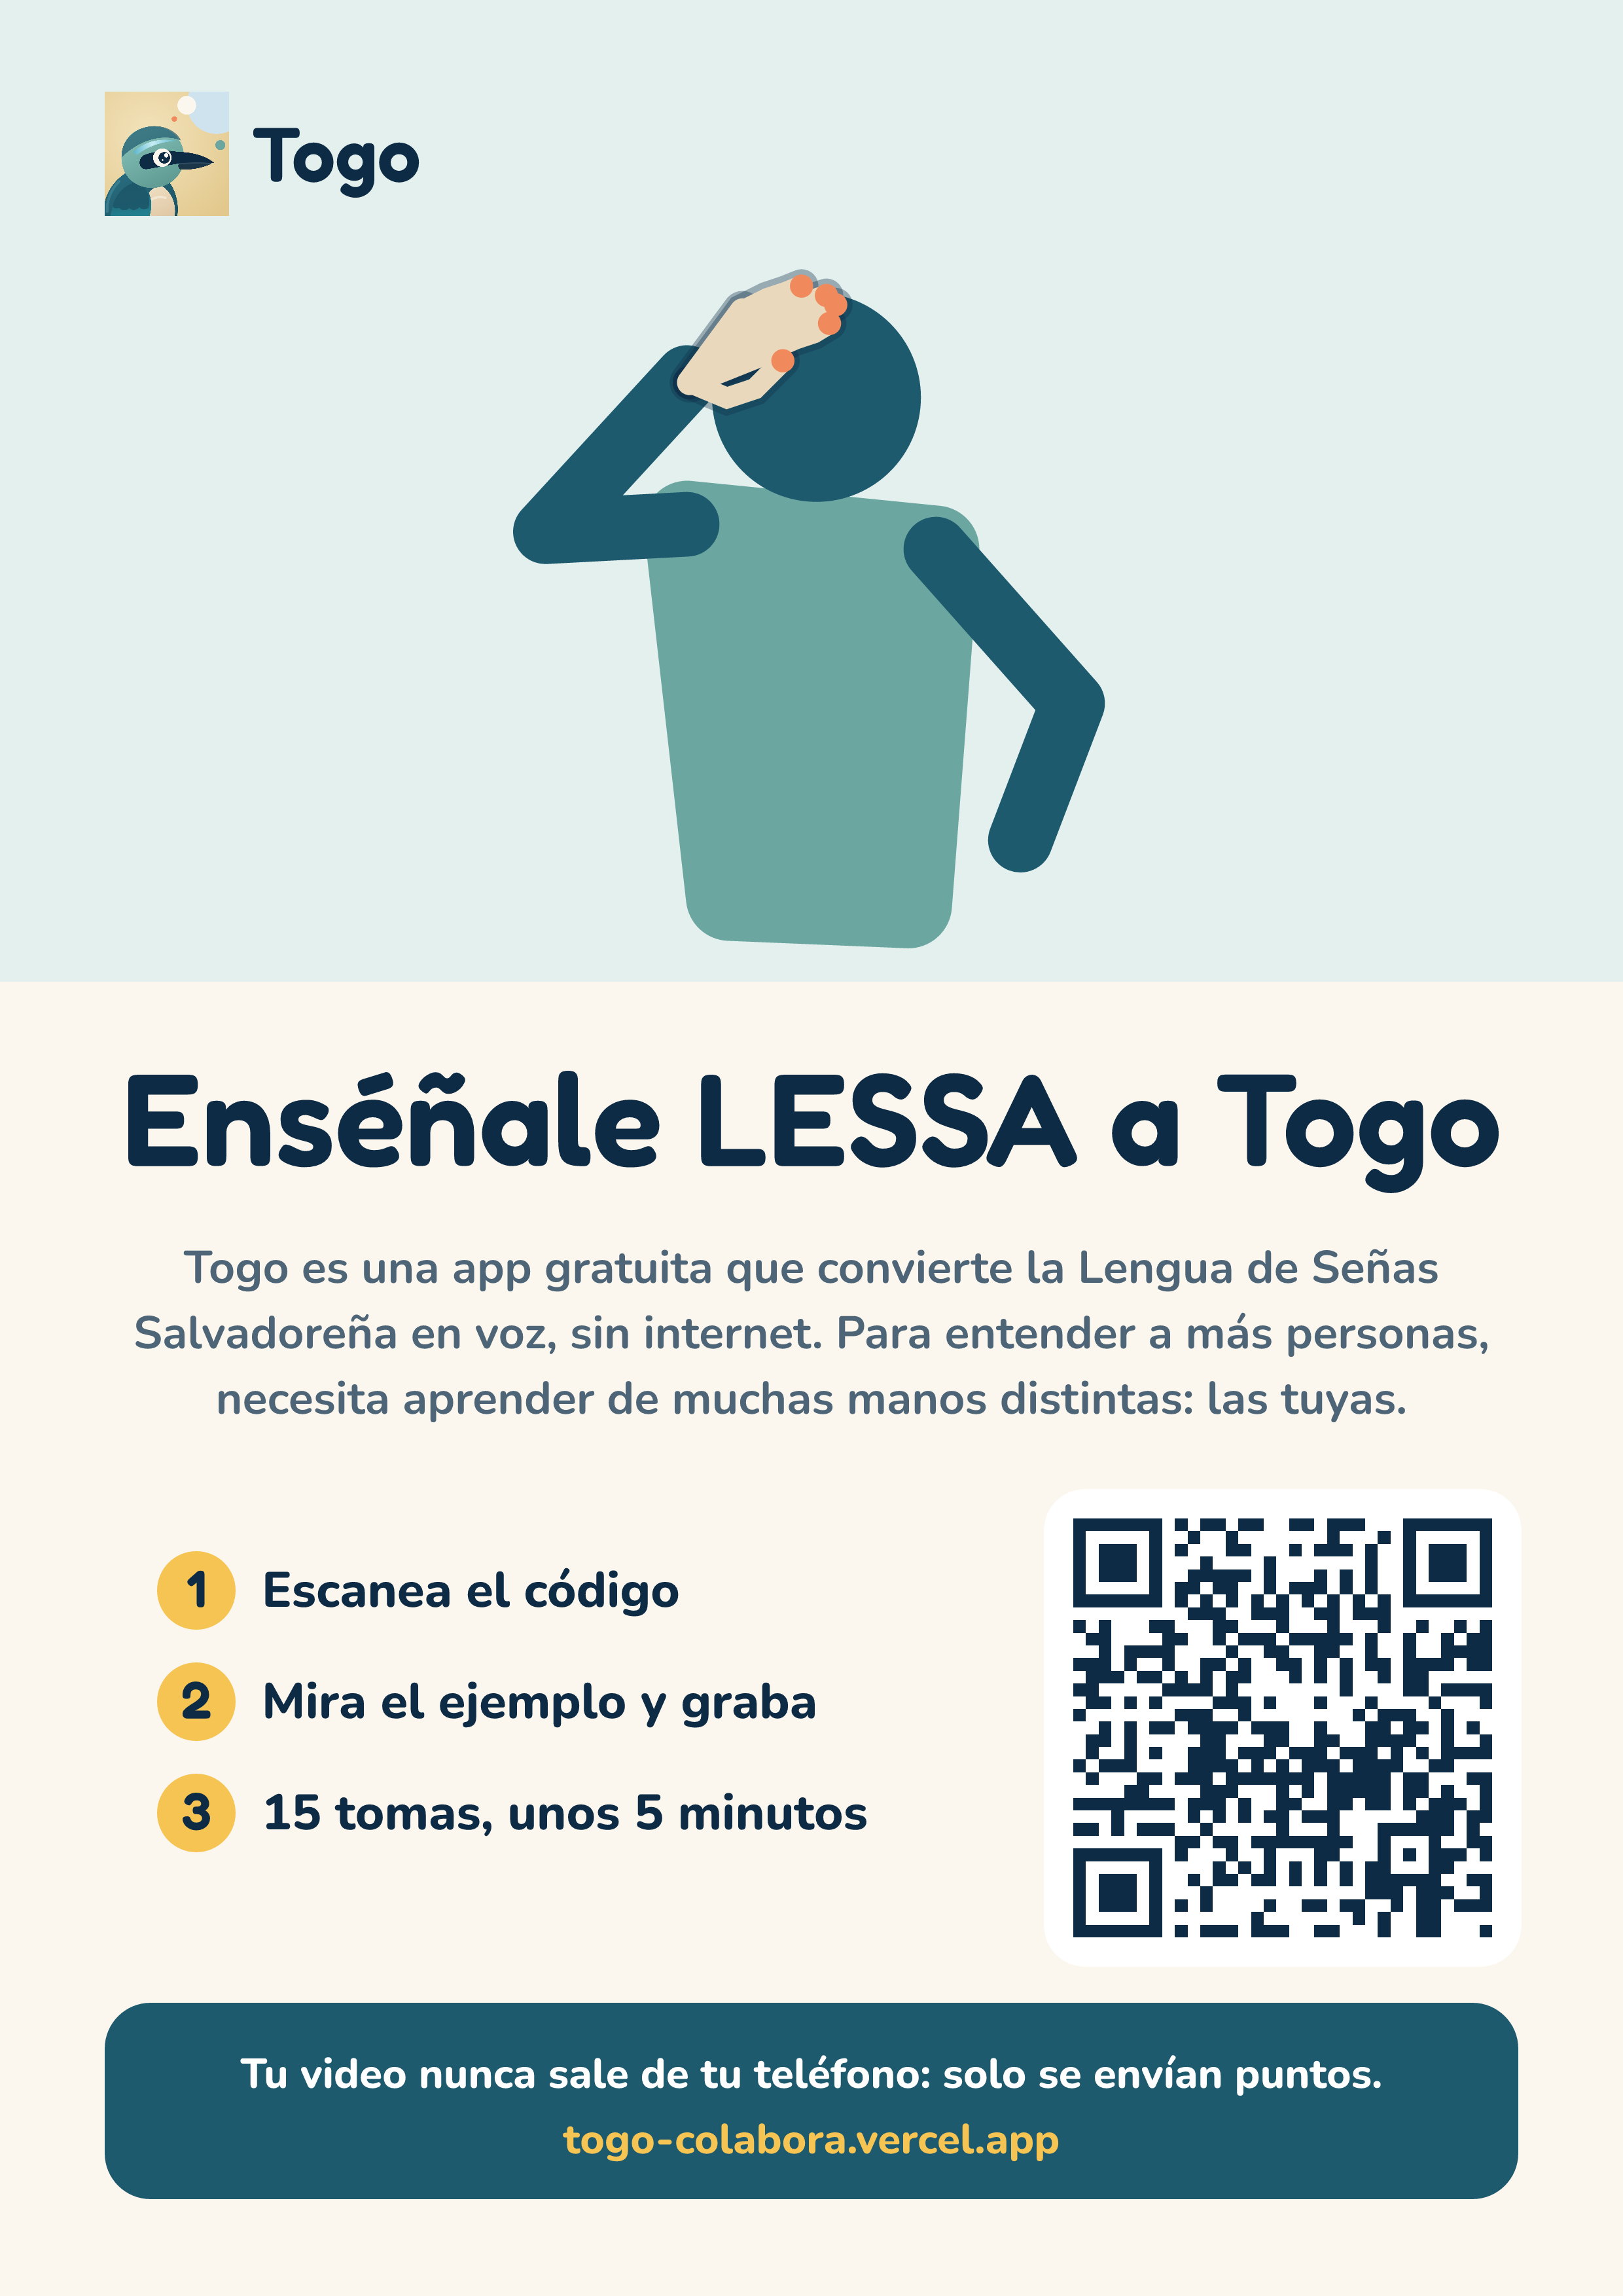 Togo
Enséñale LESSA a Togo
Togo es una app gratuita que convierte la Lengua de Señas
Salvadoreña en voz, sin internet. Para entender a más personas,
necesita aprender de muchas manos distintas: las tuyas.
1 Escanea el código
2 Mira el ejemplo y graba
3 15 tomas, unos 5 minutos
Tu video nunca sale de tu teléfono: solo se envían puntos.
togo-colabora.vercel.app